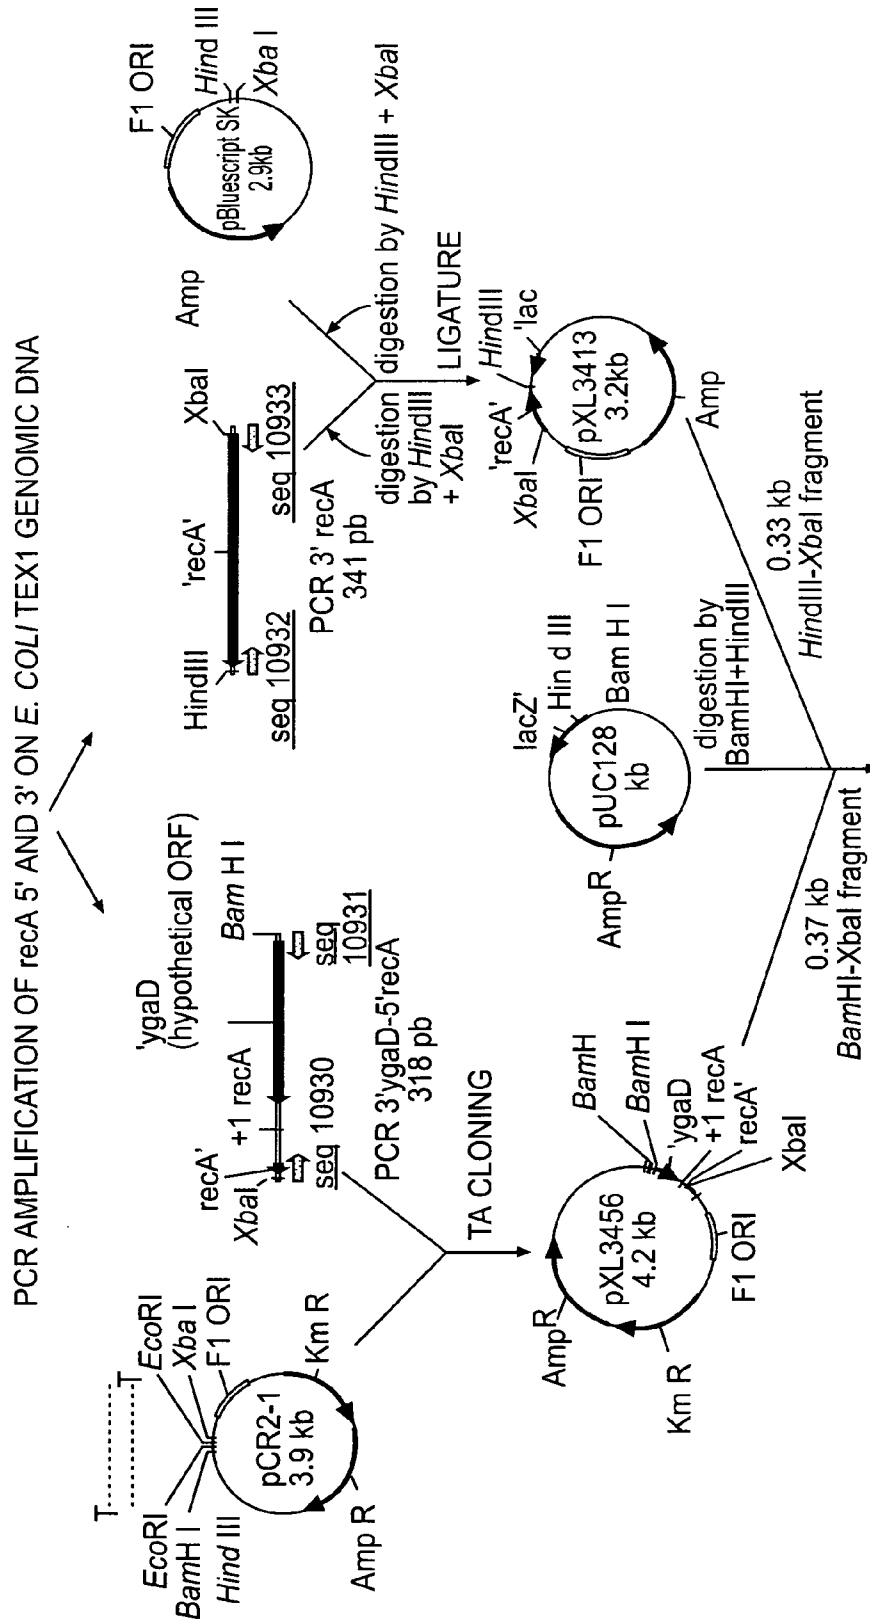 PCR AMPLIFICATION OF recA 5' AND 3' ON E. COLI TEX1 GENOMIC DNA
T
T
EcoRI
BamH I
Hind III
EcoRI
Xba I
F1 ORI
pCR2-1
3.9 kb
Km R
Amp R
'ygaD
(hypothetical ORF)
recA'
+1 recA
XbaI
Bam H I
seq 10930
seq
10931
PCR 3'ygaD-5'recA
318 pb
TA CLONING
HindIII
'recA'
XbaI
seq 10932
seq 10933
PCR 3' recA
341 pb
F1 ORI
Hind III
Xba I
pBluescript SK
2.9kb
Amp
digestion
by HindIII
+ XbaI
digestion by HindIII + XbaI
LIGATURE
BamH
BamH I
'ygaD
+1 recA
recA'
XbaI
F1 ORI
pXL3456
4.2 kb
AmpR
Km R
lacZ'
Hin d III
Bam H I
pUC128
kb
AmpR
HindIII
'lac
'recA'
XbaI
F1 ORI
pXL3413
3.2kb
Amp
0.37 kb
BamHI-XbaI fragment
digestion by
BamHI+HindIII
0.33 kb
HindIII-XbaI fragment